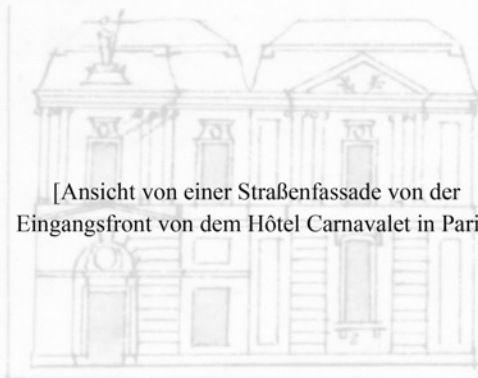 [Ansicht von einer Straßenfassade von der
Eingangsfront von dem Hôtel Carnavalet in Pari